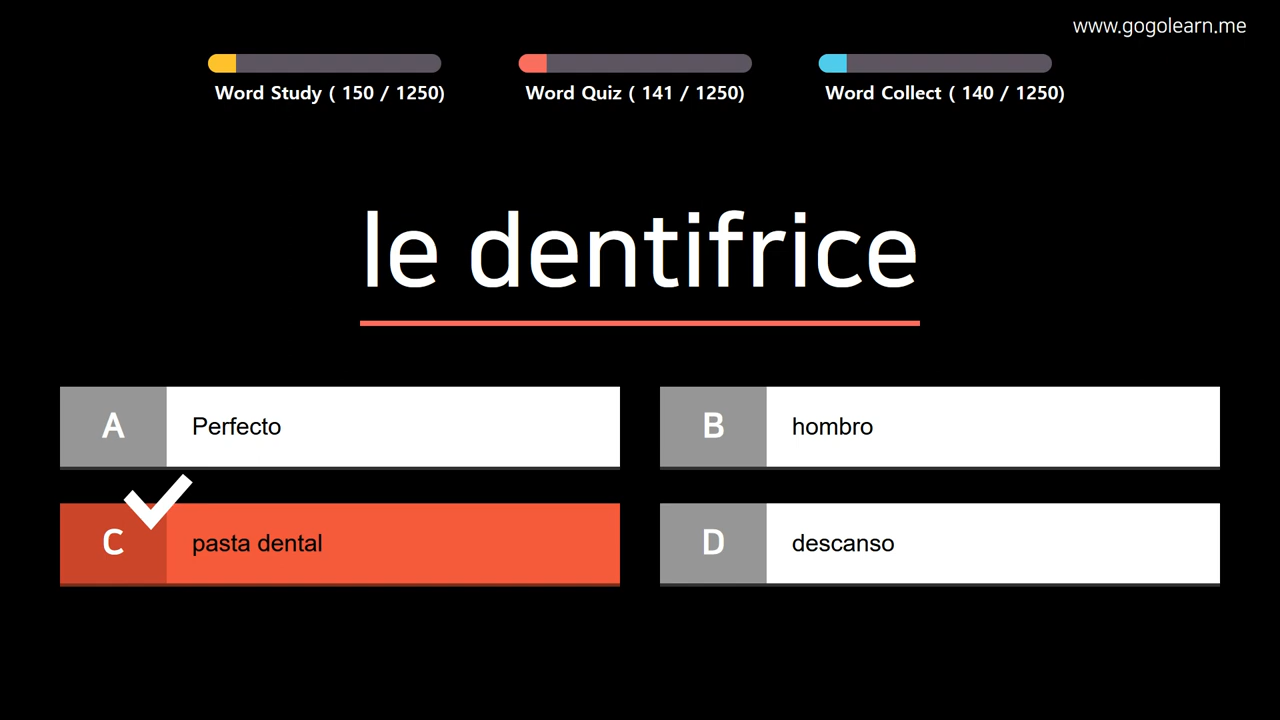 www.gogolearn.me
Word Study ( 150 / 1250)
Word Quiz ( 141 / 1250)
Word Collect ( 140 / 1250)
le dentifrice
A
Perfecto
B
hombro
C
pasta dental
D
descanso